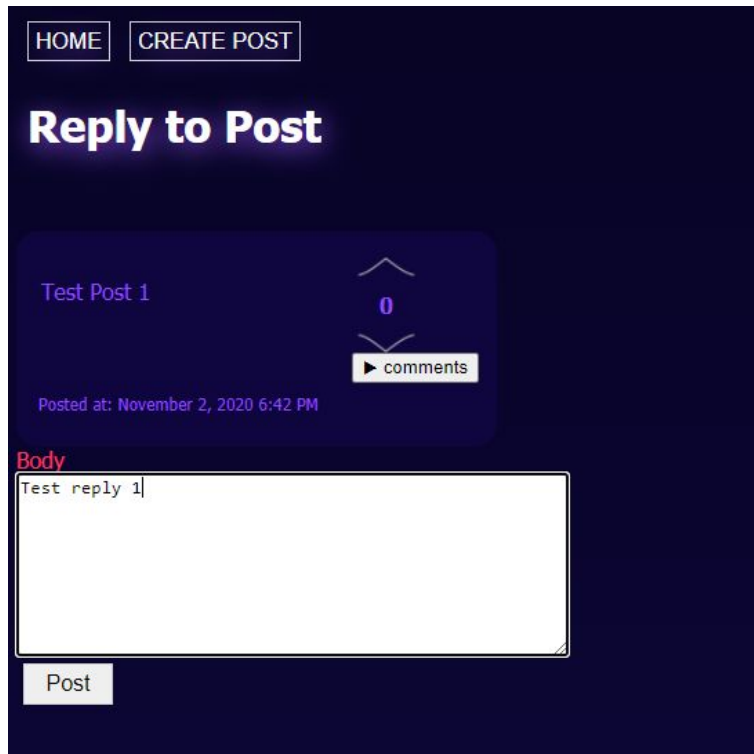 HOME CREATE POST
Reply to Post
Test Post 1
0
comments
Posted at: November 2, 2020 6:42 PM
Body
Test reply 1
Post